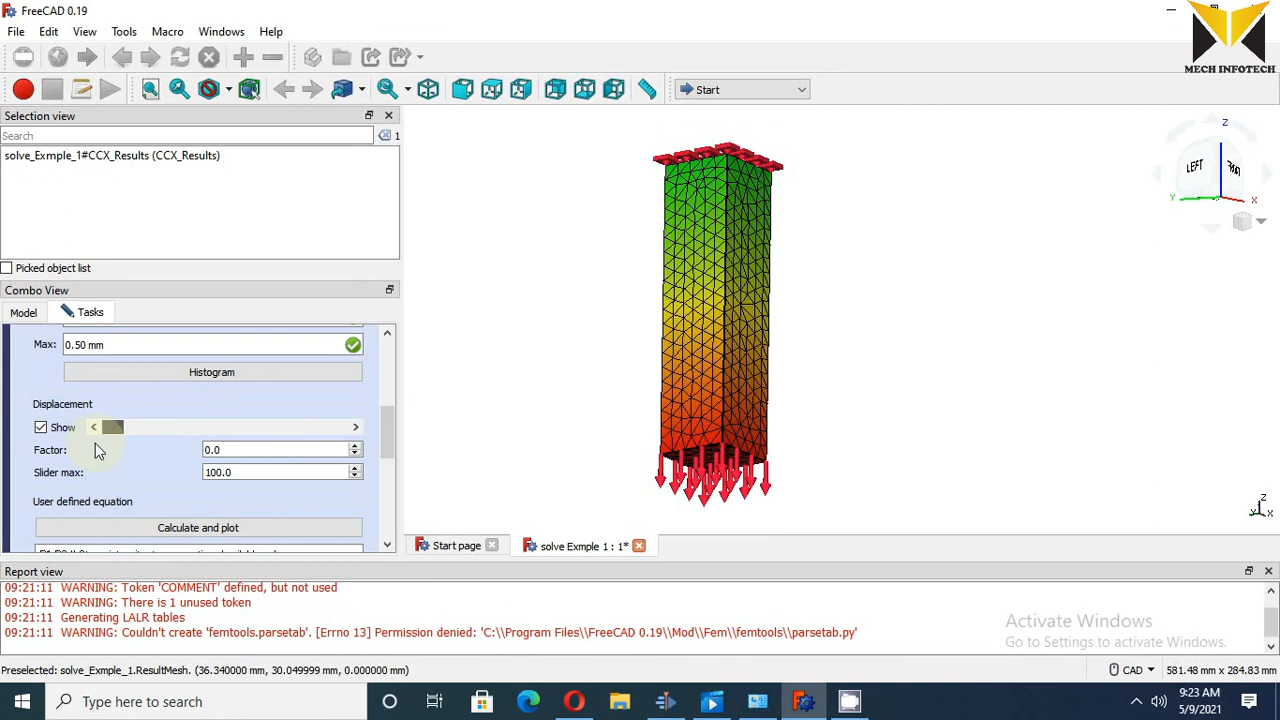 FreeCAD 0.19
MECH INFOTECH
File Edit View Tools Macro Windows Help
Start
Selection view
Search
1
solve_Exmple_1#CCX_Results (CCX_Results)
Picked object list
Combo View
Model
Tasks
Max: 0.50 mm
Histogram
Displacement
Show
Factor: 0.0
Slider max: 100.0
User defined equation
Calculate and plot
LEFT
Z
Y
X
Z
X
Start page
solve Exmple 1 : 1*
Report view
09:21:11 WARNING: Token 'COMMENT' defined, but not used
09:21:11 WARNING: There is 1 unused token
09:21:11 Generating LALR tables
09:21:11 WARNING: Couldn't create 'femtools.parsetab'. [Errno 13] Permission denied: 'C:\\Program Files\\FreeCAD 0.19\\Mod\\Fem\\femtools\\parsetab.py'
Activate Windows
Go to Settings to activate Windows.
Preselected: solve_Exmple_1.ResultMesh. (36.340000 mm, 30.049999 mm, 0.000000 mm)
CAD
581.48 mm x 284.83 mm
Type here to search
9:23 AM
5/9/2021